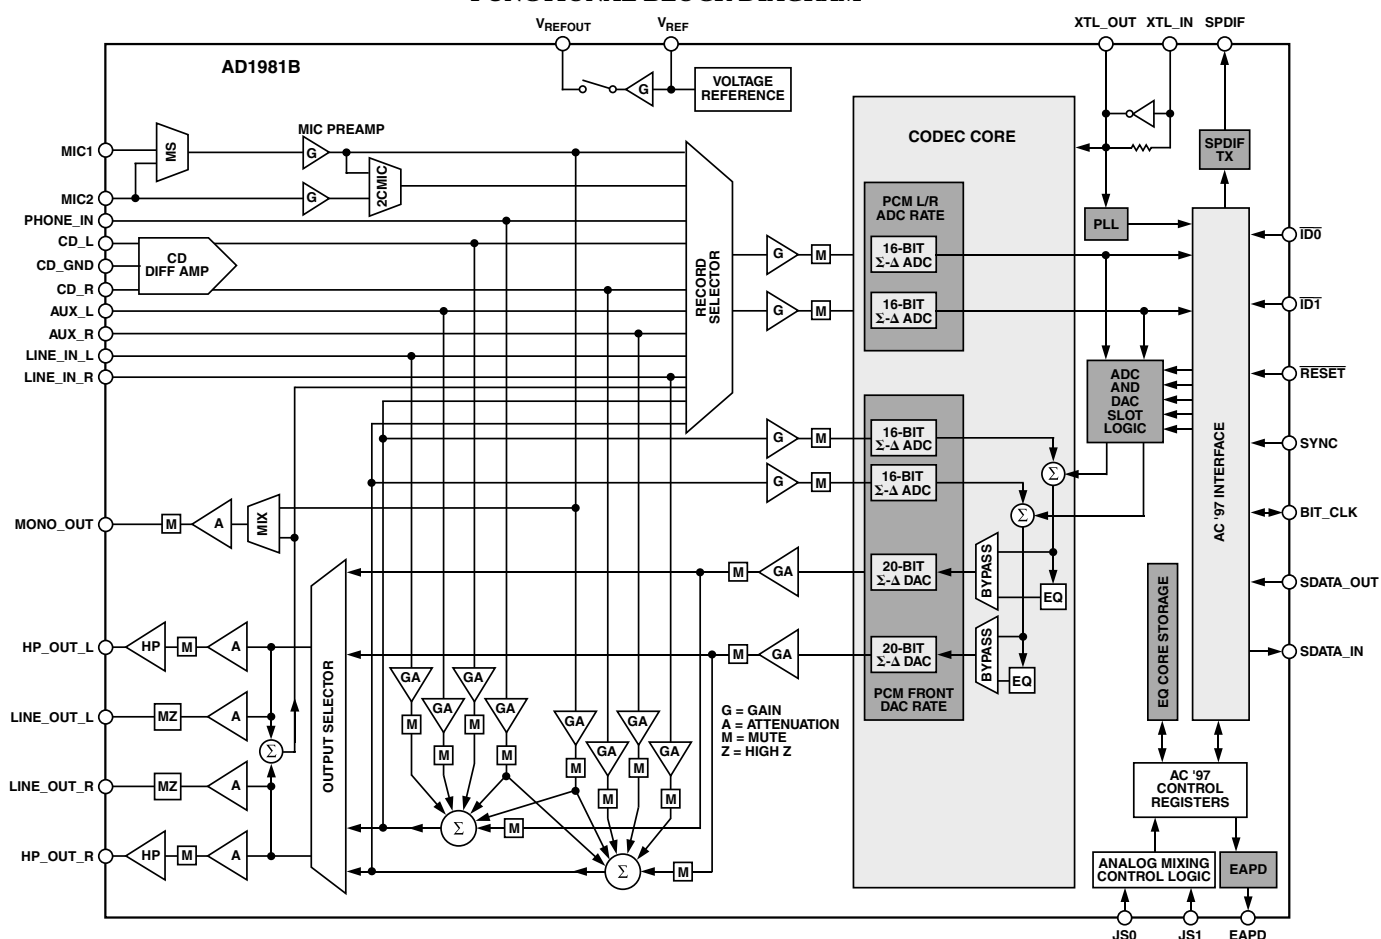 FUNCTIONAL BLOCK DIAGRAM
VREFOUT
VREF
XTL_OUT
XTL_IN
SPDIF
AD1981B
G
VOLTAGE
REFERENCE
CODEC CORE
MIC PREAMP
MIC1
MS
G
2CMIC
MIC2
G
SPDIF
TX
PHONE_IN
CD_L
CD_GND
CD
DIFF AMP
CD_R
AUX_L
AUX_R
LINE_IN_L
LINE_IN_R
RECORD
SELECTOR
G
M
G
M
PCM L/R
ADC RATE
16-BIT
Σ-Δ ADC
16-BIT
Σ-Δ ADC
PLL
ID0
ID1
RESET
SYNC
BIT_CLK
SDATA_OUT
SDATA_IN
AC '97 INTERFACE
ADC
AND
DAC
SLOT
LOGIC
G
M
16-BIT
Σ-Δ ADC
G
M
16-BIT
Σ-Δ ADC
Σ
Σ
MONO_OUT
M
A
MIX
M
GA
20-BIT
Σ-Δ DAC
BYPASS
EQ
M
GA
20-BIT
Σ-Δ DAC
BYPASS
EQ
PCM FRONT
DAC RATE
EQ CORE STORAGE
HP_OUT_L
HP
M
A
LINE_OUT_L
MZ
A
Σ
LINE_OUT_R
MZ
A
HP_OUT_R
HP
M
A
OUTPUT SELECTOR
GA
GA
GA
GA
GA
GA
GA
GA
M
M
M
M
M
M
M
M
Σ
M
Σ
M
G = GAIN
A = ATTENUATION
M = MUTE
Z = HIGH Z
AC '97
CONTROL
REGISTERS
ANALOG MIXING
CONTROL LOGIC
EAPD
JS0
JS1
EAPD